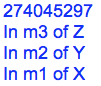 274045297
In m3 of Z
In m2 of Y
In m1 of X